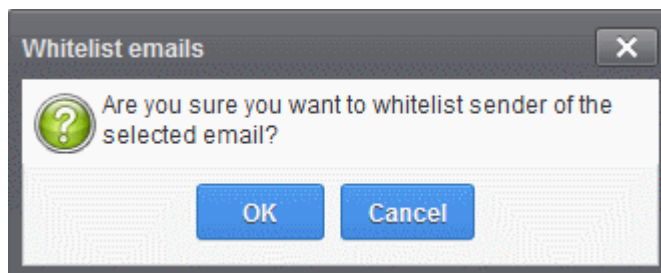 Whitelist emails
Are you sure you want to whitelist sender of the
selected email?
OK Cancel